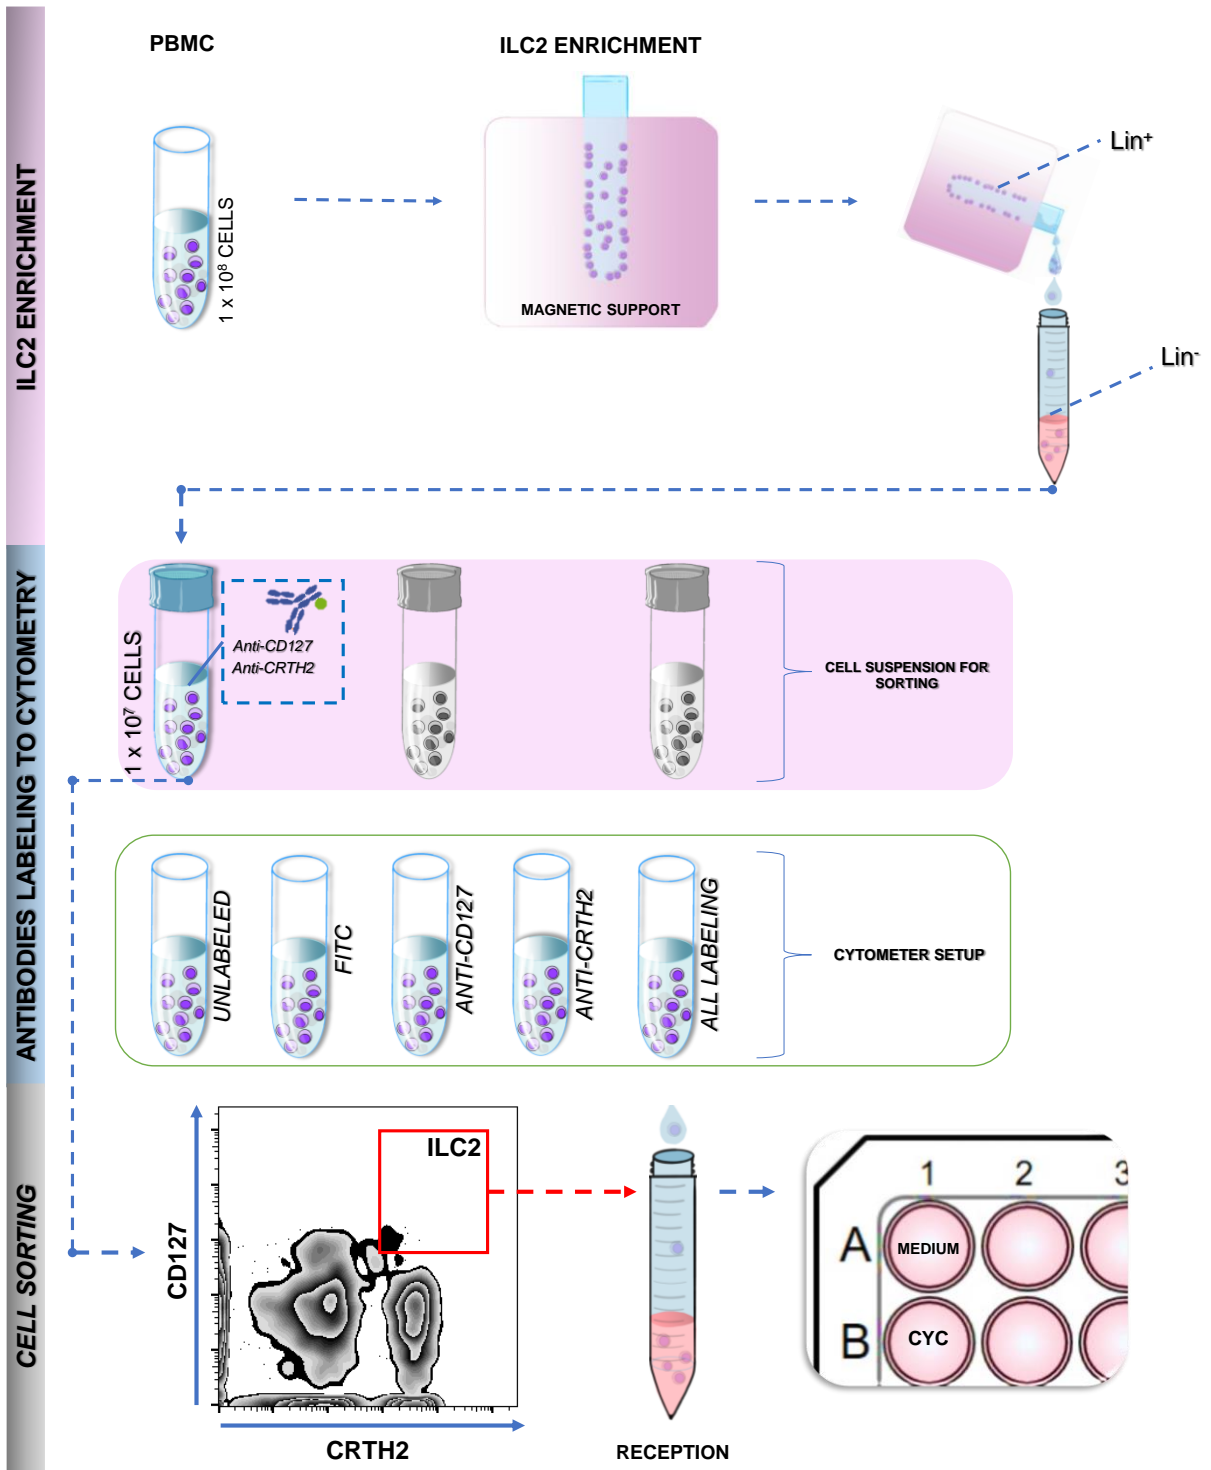 ILC2 ENRICHMENT
PBMC
ILC2 ENRICHMENT
1 x 10⁸ CELLS
MAGNETIC SUPPORT
Lin⁺
Lin⁻
ANTIBODIES LABELING TO CYTOMETRY
1 x 10⁷ CELLS
Anti-CD127
Anti-CRTH2
CELL SUSPENSION FOR
SORTING
UNLABELED
FITC
ANTI-CD127
ANTI-CRTH2
ALL LABELING
CYTOMETER SETUP
CELL SORTING
CD127
ILC2
CRTH2
RECEPTION
1 2 3
A MEDIUM
B CYC